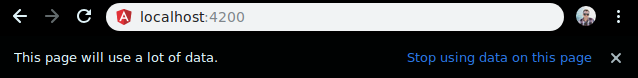 localhost:4200
This page will use a lot of data.
Stop using data on this page